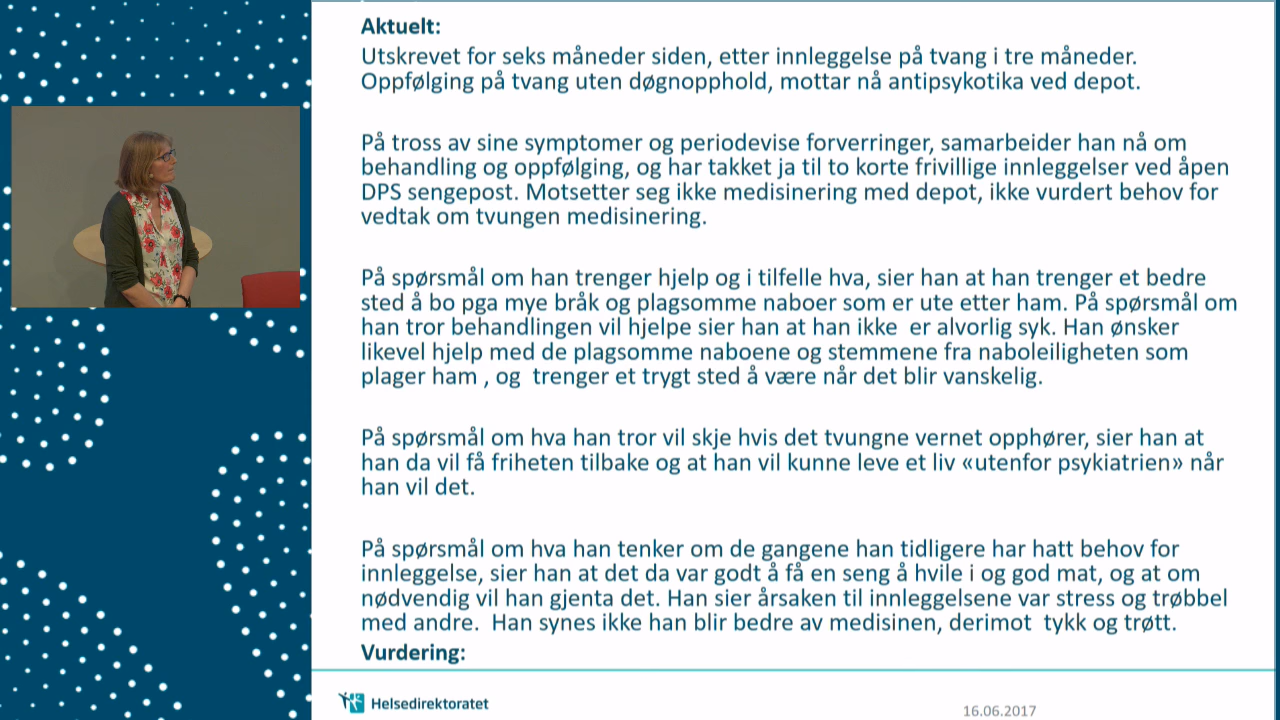 Aktuelt:
Utskrevet for seks måneder siden, etter innleggelse på tvang i tre måneder.
Oppfølging på tvang uten døgnopphold, mottar nå antipsykotika ved depot.
På tross av sine symptomer og periodevise forverringer, samarbeider han nå om
behandling og oppfølging, og har takket ja til to korte frivillige innleggelser ved åpen
DPS sengepost. Motsetter seg ikke medisinering med depot, ikke vurdert behov for
vedtak om tvungen medisinering.
På spørsmål om han trenger hjelp og i tilfelle hva, sier han at han trenger et bedre
sted å bo pga mye bråk og plagsomme naboer som er ute etter ham. På spørsmål om
han tror behandlingen vil hjelpe sier han at han ikke  er alvorlig syk. Han ønsker
likevel hjelp med de plagsomme naboene og stemmene fra naboleiligheten som
plager ham , og  trenger et trygt sted å være når det blir vanskelig.
På spørsmål om hva han tror vil skje hvis det tvungne vernet opphører, sier han at
han da vil få friheten tilbake og at han vil kunne leve et liv «utenfor psykiatrien» når
han vil det.
På spørsmål om hva han tenker om de gangene han tidligere har hatt behov for
innleggelse, sier han at det da var godt å få en seng å hvile i og god mat, og at om
nødvendig vil han gjenta det. Han sier årsaken til innleggelsene var stress og trøbbel
med andre.  Han synes ikke han blir bedre av medisinen, derimot  tykk og trøtt.
Vurdering:
Helsedirektoratet
16.06.2017